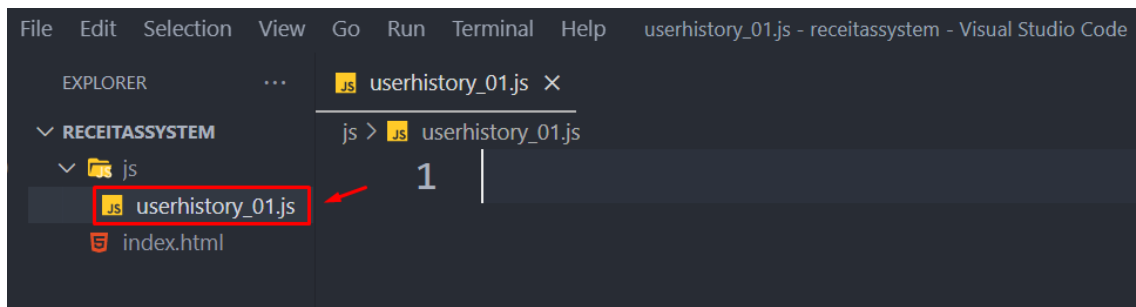 File Edit Selection View Go Run Terminal Help userhistory_01.js - receitassystem - Visual Studio Code
EXPLORER ...
RECEITASSYSTEM
js
JS userhistory_01.js
5 index.html
JS userhistory_01.js
js > JS userhistory_01.js
1